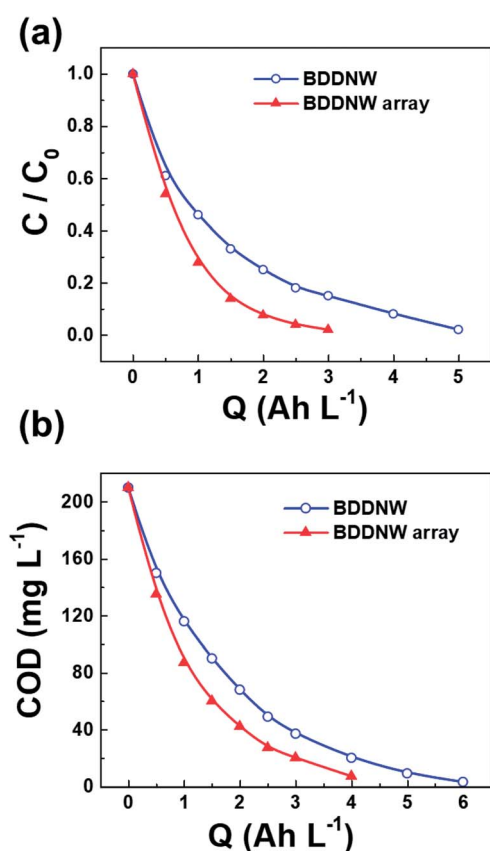 (a)
BDDNW
BDDNW array
1.0
0.8
0.6
0.4
0.2
0.0
C / C₀
0 1 2 3 4 5
Q (Ah L⁻¹)
(b)
BDDNW
BDDNW array
200
160
120
80
40
0
COD (mg L⁻¹)
0 1 2 3 4 5 6
Q (Ah L⁻¹)